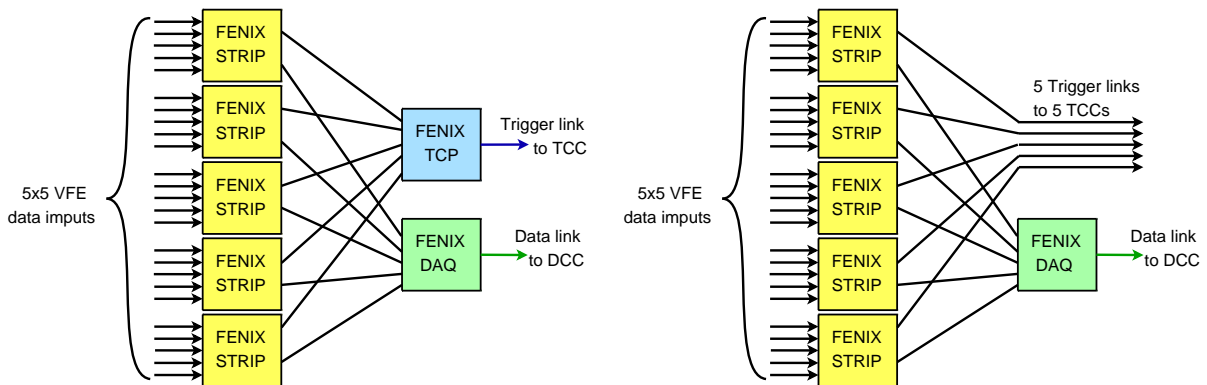 5x5 VFE
data imputs
FENIX
STRIP
FENIX
STRIP
FENIX
STRIP
FENIX
STRIP
FENIX
STRIP
FENIX
TCP
Trigger link
to TCC
FENIX
DAQ
Data link
to DCC
5x5 VFE
data imputs
FENIX
STRIP
FENIX
STRIP
FENIX
STRIP
FENIX
STRIP
FENIX
STRIP
5 Trigger links
to 5 TCCs
FENIX
DAQ
Data link
to DCC